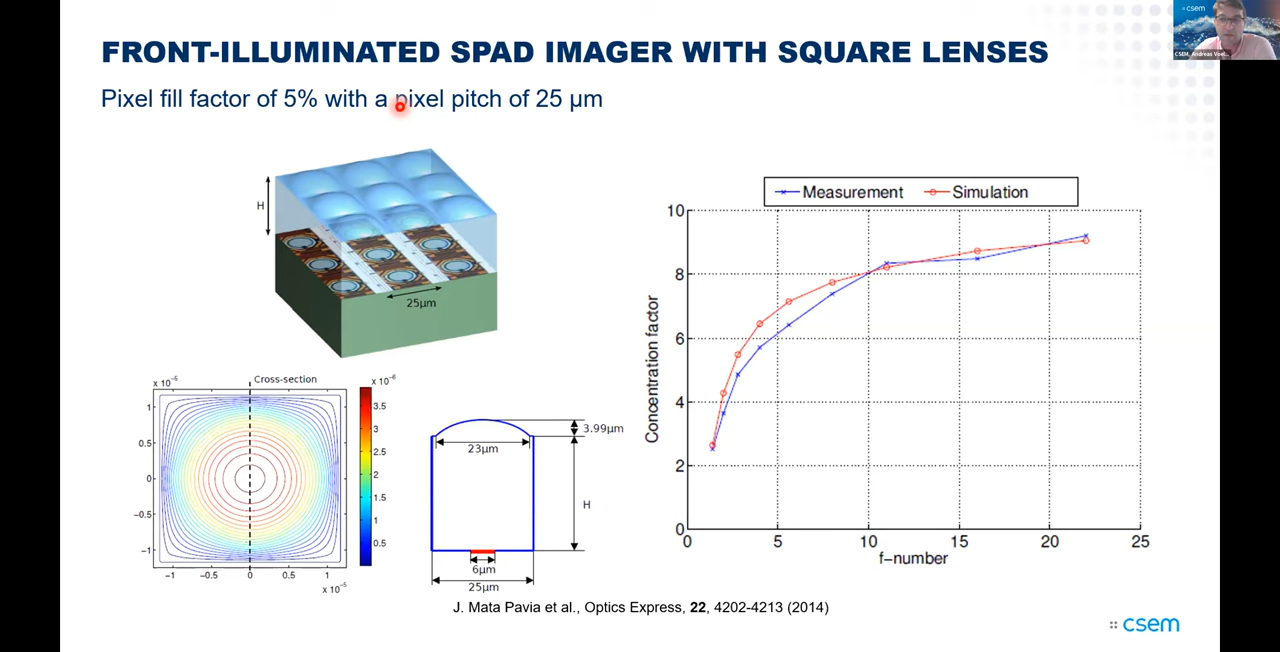 csem
CSEM, Andreas Voel...
FRONT-ILLUMINATED SPAD IMAGER WITH SQUARE LENSES
Pixel fill factor of 5% with a pixel pitch of 25 µm
H
25µm
Measurement
Simulation
10
8
6
4
2
0
Concentration factor
0
5
10
15
20
25
f-number
x 10⁻⁵
Cross-section
x 10⁻⁶
1
0.5
0
−0.5
−1
−1
−0.5
0
0.5
1
x 10⁻⁵
3.5
3
2.5
2
1.5
1
0.5
3.99µm
23µm
H
6µm
25µm
J. Mata Pavia et al., Optics Express, 22, 4202-4213 (2014)
csem